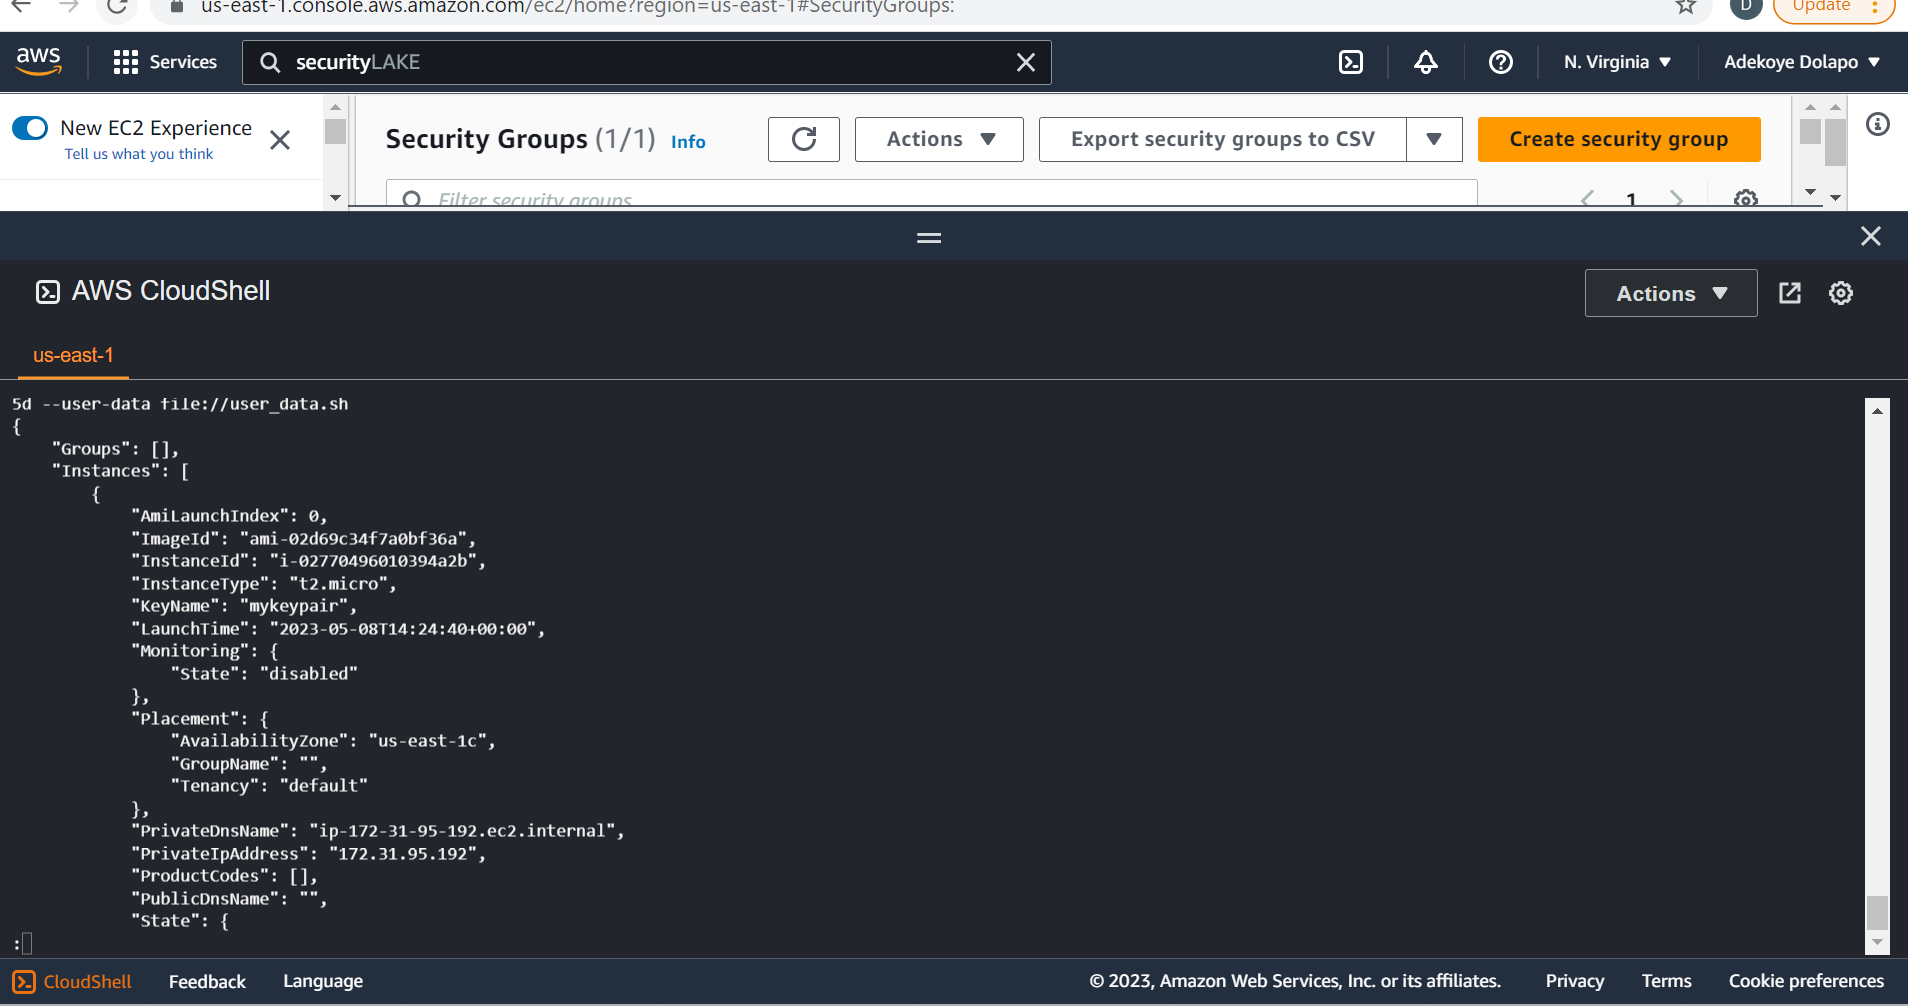 us-east-1.console.aws.amazon.com/ec2/home?region=us-east-1#SecurityGroups:
D
Update
aws
Services
securityLAKE
N. Virginia
Adekoye Dolapo
New EC2 Experience
Tell us what you think
Security Groups (1/1) Info
Actions
Export security groups to CSV
Create security group
Filter security groups
1
AWS CloudShell
Actions
us-east-1
5d --user-data file://user_data.sh
{
    "Groups": [],
    "Instances": [
        {
            "AmiLaunchIndex": 0,
            "ImageId": "ami-02d69c34f7a0bf36a",
            "InstanceId": "i-02770496010394a2b",
            "InstanceType": "t2.micro",
            "KeyName": "mykeypair",
            "LaunchTime": "2023-05-08T14:24:40+00:00",
            "Monitoring": {
                "State": "disabled"
            },
            "Placement": {
                "AvailabilityZone": "us-east-1c",
                "GroupName": "",
                "Tenancy": "default"
            },
            "PrivateDnsName": "ip-172-31-95-192.ec2.internal",
            "PrivateIpAddress": "172.31.95.192",
            "ProductCodes": [],
            "PublicDnsName": "",
            "State": {
:
CloudShell
Feedback
Language
© 2023, Amazon Web Services, Inc. or its affiliates.
Privacy
Terms
Cookie preferences